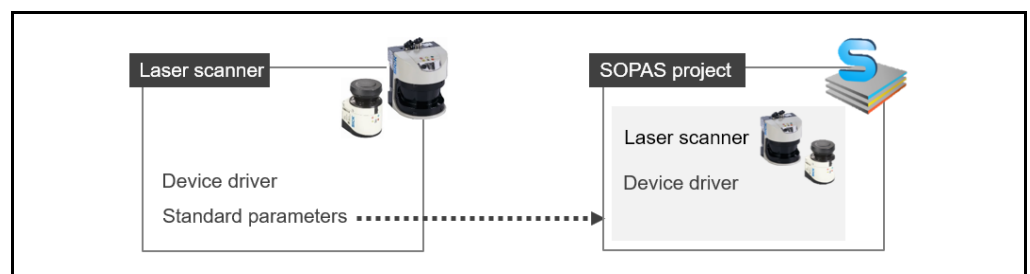 Laser scanner
Device driver
Standard parameters
SOPAS project
S
Laser scanner
Device driver